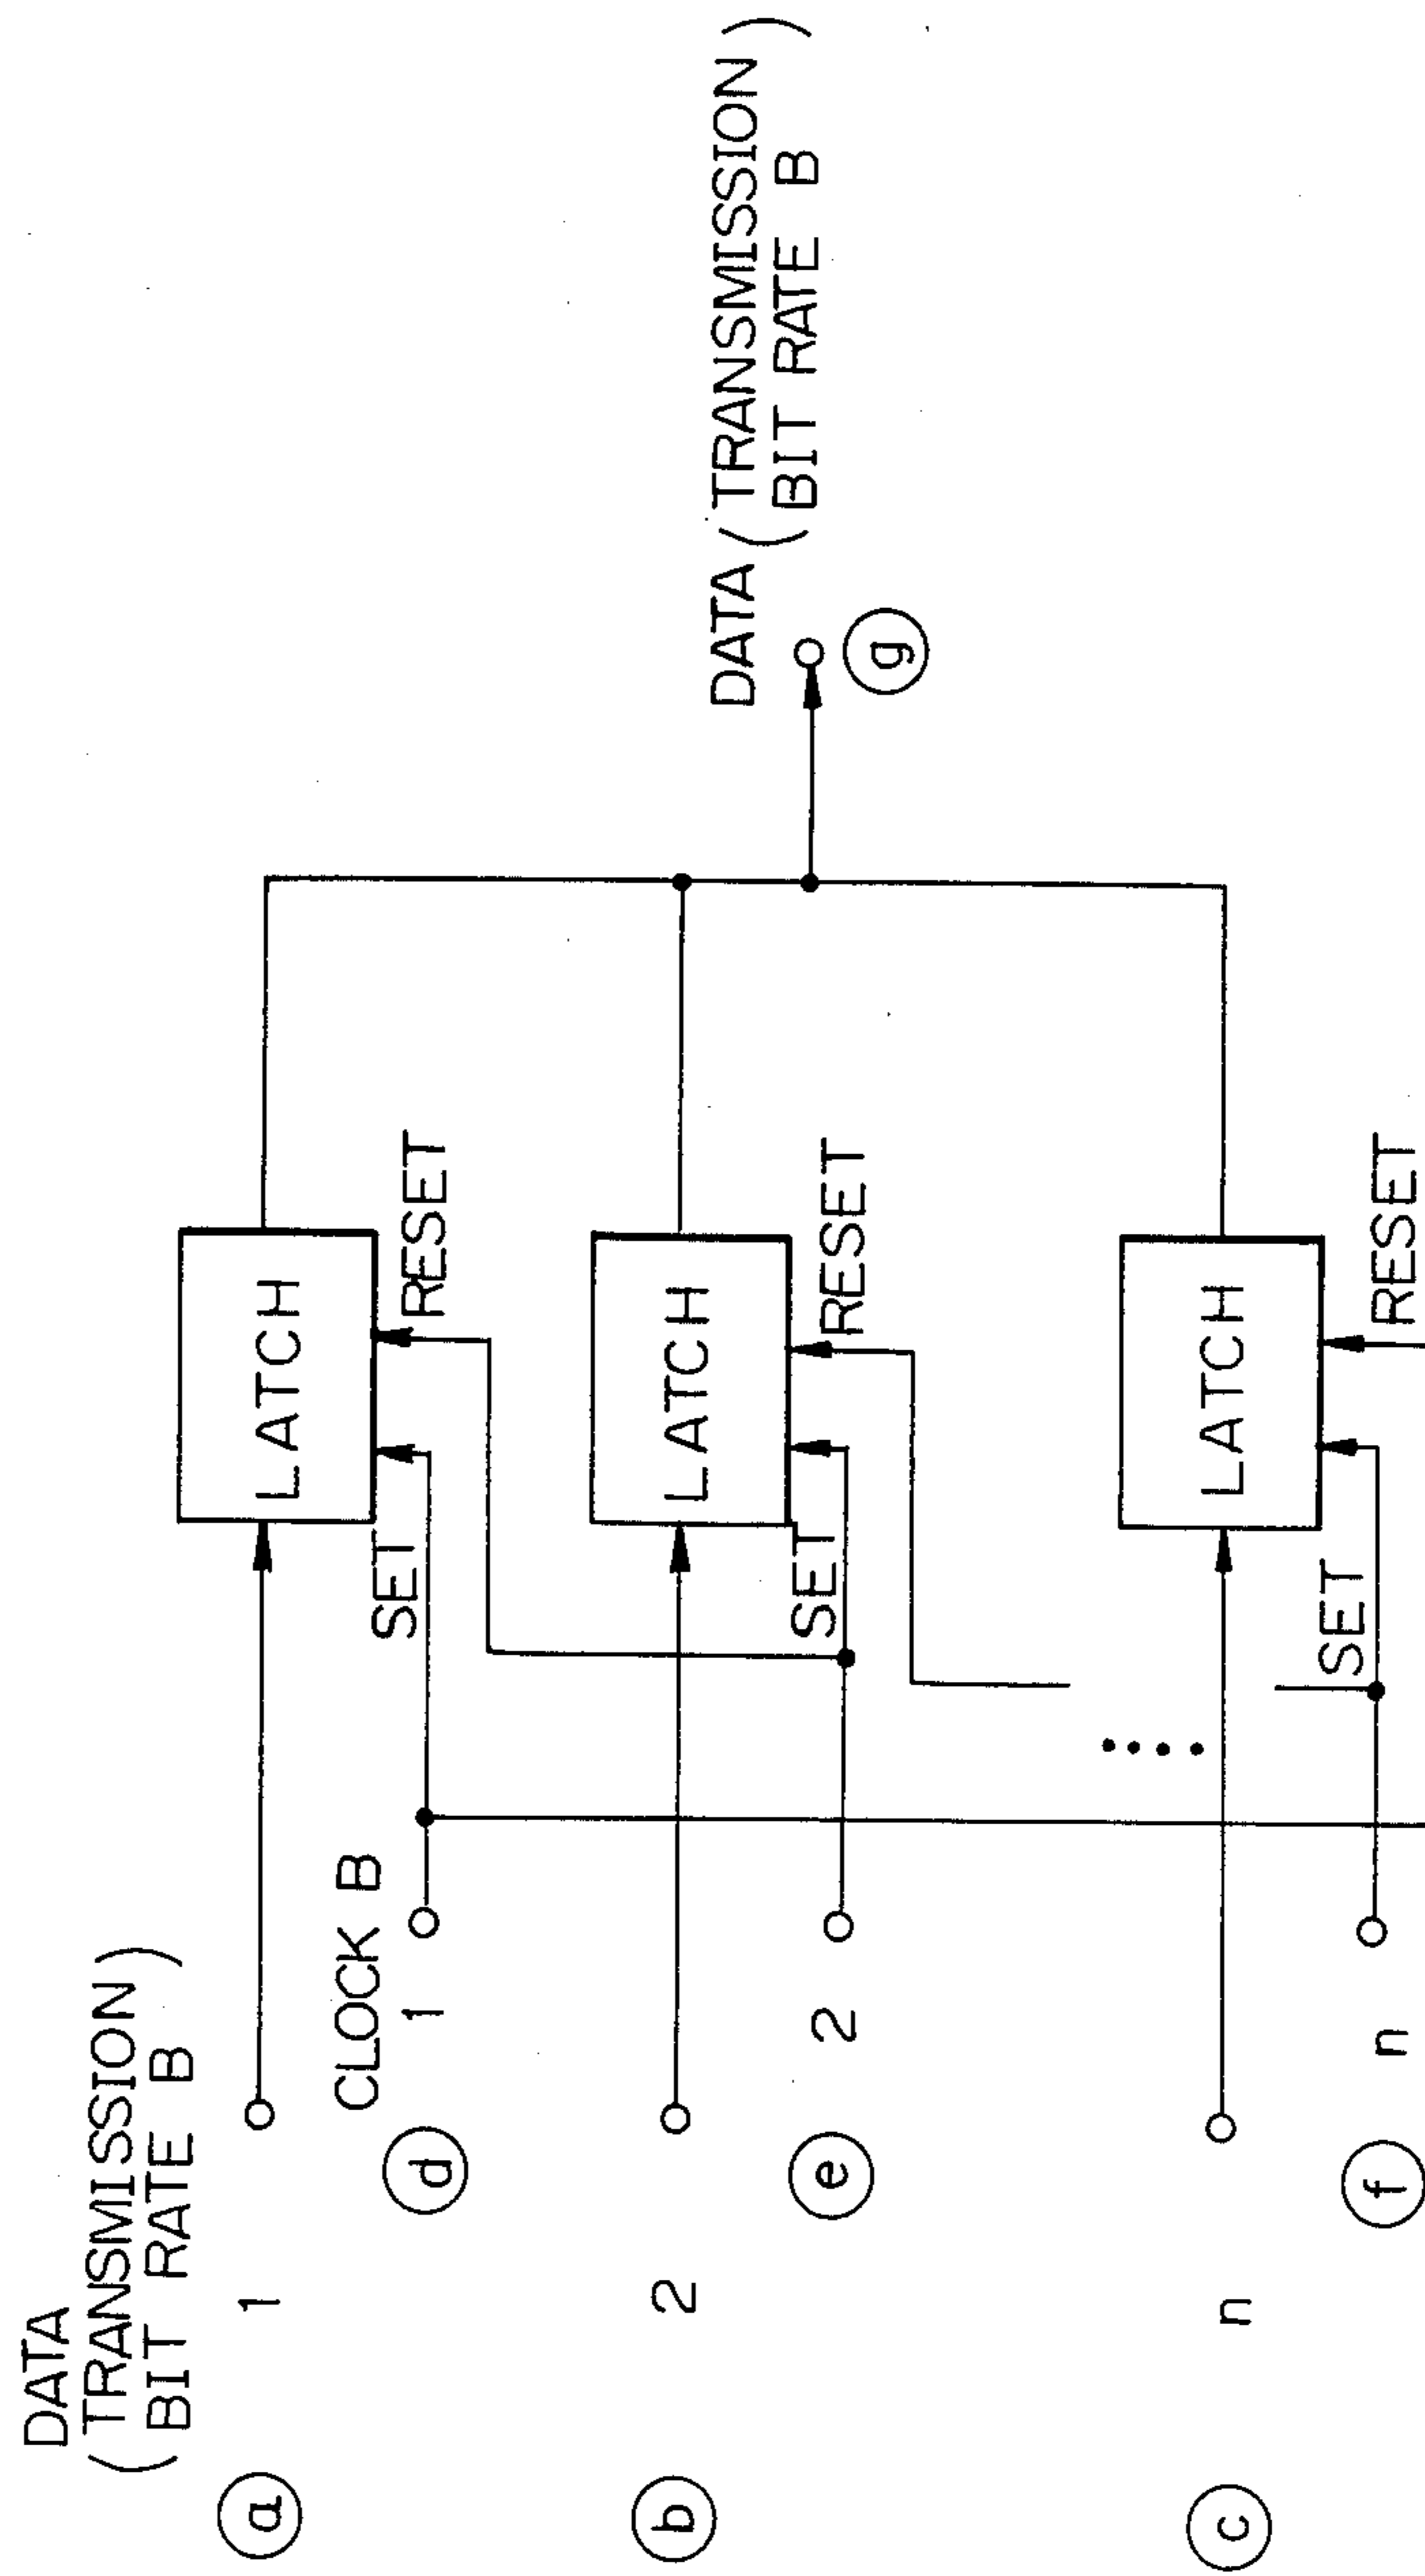 DATA
(TRANSMISSION
BIT RATE B)
a
1
LATCH
SET
RESET
CLOCK B
d
1
DATA (TRANSMISSION
BIT RATE B)
g
b
2
LATCH
SET
RESET
e
2
....
c
n
LATCH
SET
RESET
f
n